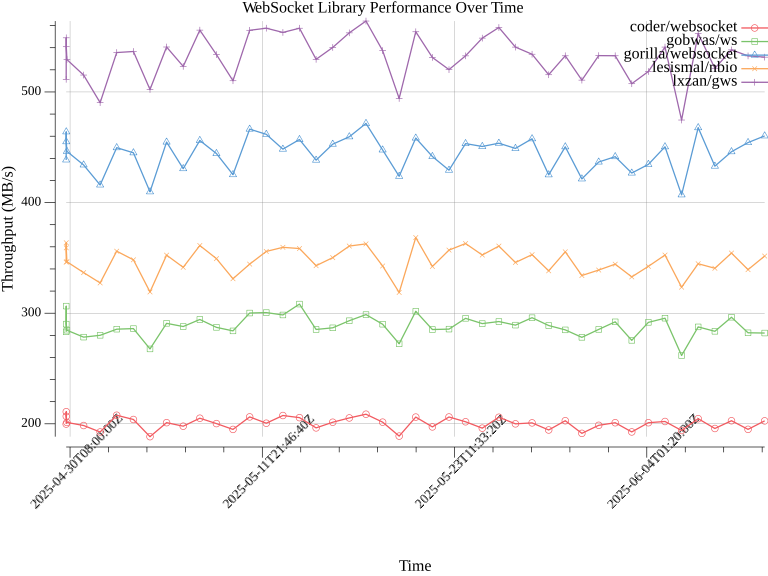 WebSocket Library Performance Over Time
coder/websocket
gobwas/ws
gorilla/websocket
lesismal/nbio
lxzan/gws
Throughput (MB/s)
500
400
300
200
2025-04-30T08:00:00Z
2025-05-11T21:46:40Z
2025-05-23T11:33:20Z
2025-06-04T01:20:00Z
Time